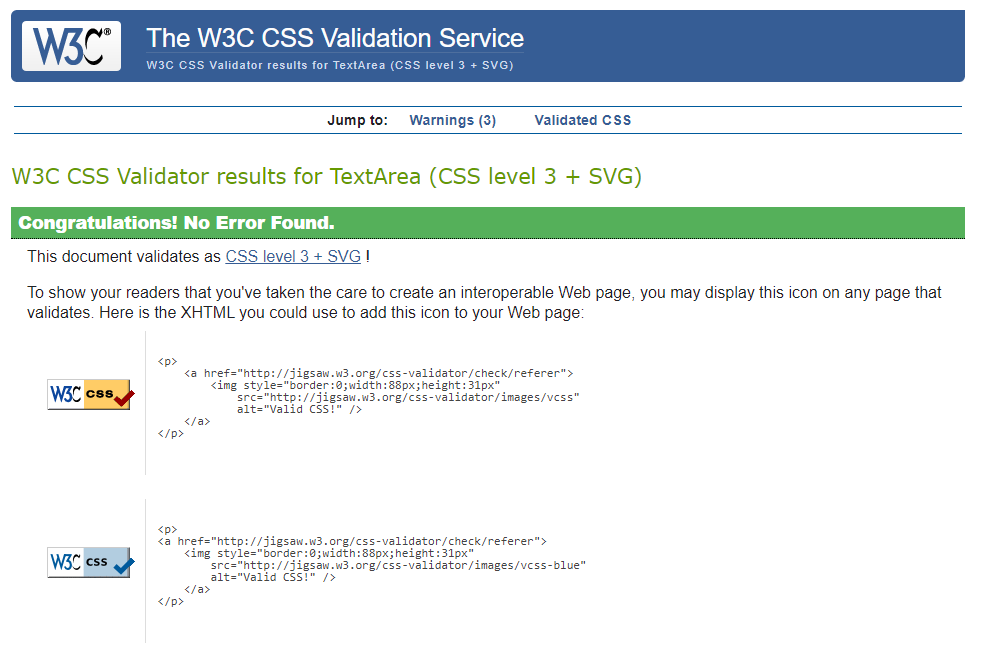 W3C®
The W3C CSS Validation Service
W3C CSS Validator results for TextArea (CSS level 3 + SVG)
Jump to: Warnings (3) Validated CSS
W3C CSS Validator results for TextArea (CSS level 3 + SVG)
Congratulations! No Error Found.
This document validates as CSS level 3 + SVG !
To show your readers that you've taken the care to create an interoperable Web page, you may display this icon on any page that
validates. Here is the XHTML you could use to add this icon to your Web page:
W3C css
<p>
<a href="http://jigsaw.w3.org/css-validator/check/referer">
<img style="border:0;width:88px;height:31px"
src="http://jigsaw.w3.org/css-validator/images/vcss"
alt="Valid CSS!" />
</a>
</p>
W3C css
<p>
<a href="http://jigsaw.w3.org/css-validator/check/referer">
<img style="border:0;width:88px;height:31px"
src="http://jigsaw.w3.org/css-validator/images/vcss-blue"
alt="Valid CSS!" />
</a>
</p>